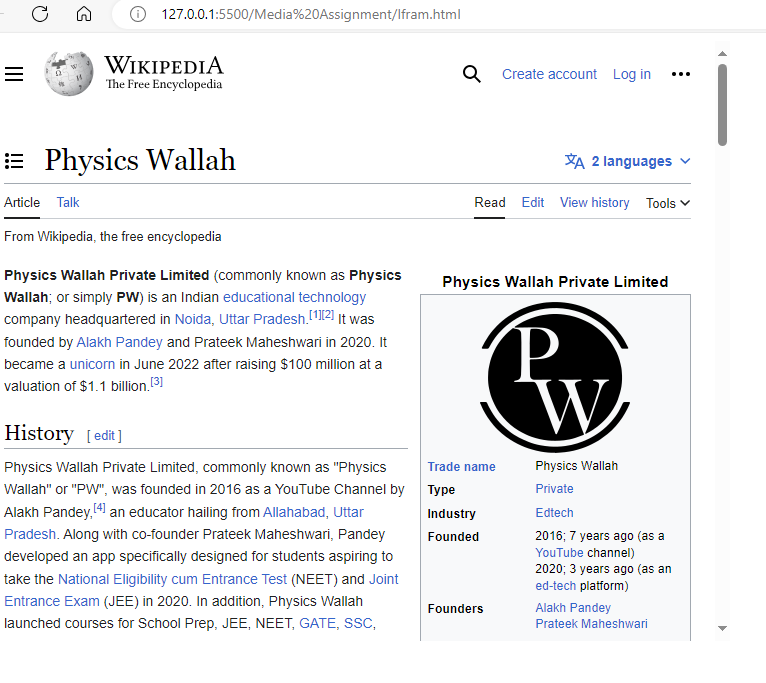 127.0.0.1:5500/Media%20Assignment/Ifram.html
WIKIPEDIA
The Free Encyclopedia
Create account Log in
Physics Wallah
2 languages
Article Talk
Read Edit View history Tools
From Wikipedia, the free encyclopedia
Physics Wallah Private Limited (commonly known as Physics
Wallah; or simply PW) is an Indian educational technology
company headquartered in Noida, Uttar Pradesh.[1][2] It was
founded by Alakh Pandey and Prateek Maheshwari in 2020. It
became a unicorn in June 2022 after raising $100 million at a
valuation of $1.1 billion.[3]
History [ edit ]
Physics Wallah Private Limited, commonly known as "Physics
Wallah" or "PW", was founded in 2016 as a YouTube Channel by
Alakh Pandey,[4] an educator hailing from Allahabad, Uttar
Pradesh. Along with co-founder Prateek Maheshwari, Pandey
developed an app specifically designed for students aspiring to
take the National Eligibility cum Entrance Test (NEET) and Joint
Entrance Exam (JEE) in 2020. In addition, Physics Wallah
launched courses for School Prep, JEE, NEET, GATE, SSC,
Physics Wallah Private Limited
P
W
Trade name Physics Wallah
Type Private
Industry Edtech
Founded 2016; 7 years ago (as a
YouTube channel)
2020; 3 years ago (as an
ed-tech platform)
Founders Alakh Pandey
Prateek Maheshwari